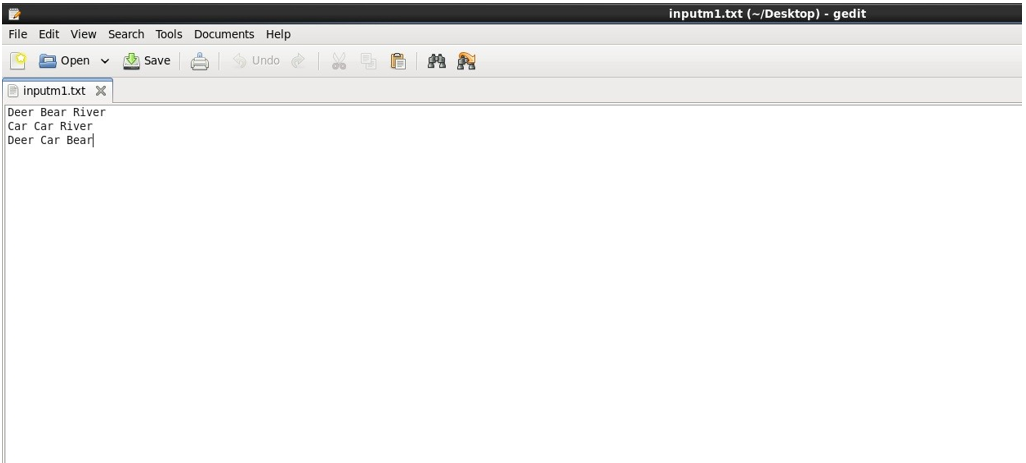 inputm1.txt (~/Desktop) - gedit
File Edit View Search Tools Documents Help
Open Save Undo
inputm1.txt
Deer Bear River
Car Car River
Deer Car Bear